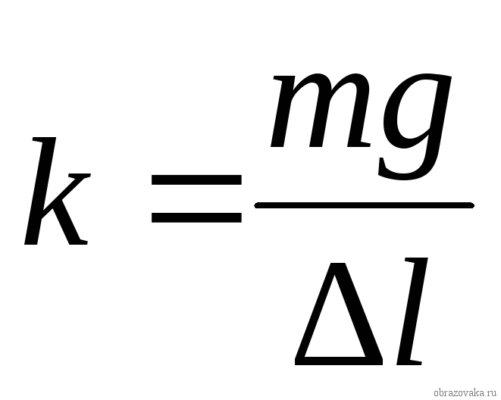 k = mg/Δl
obrazovaka.ru